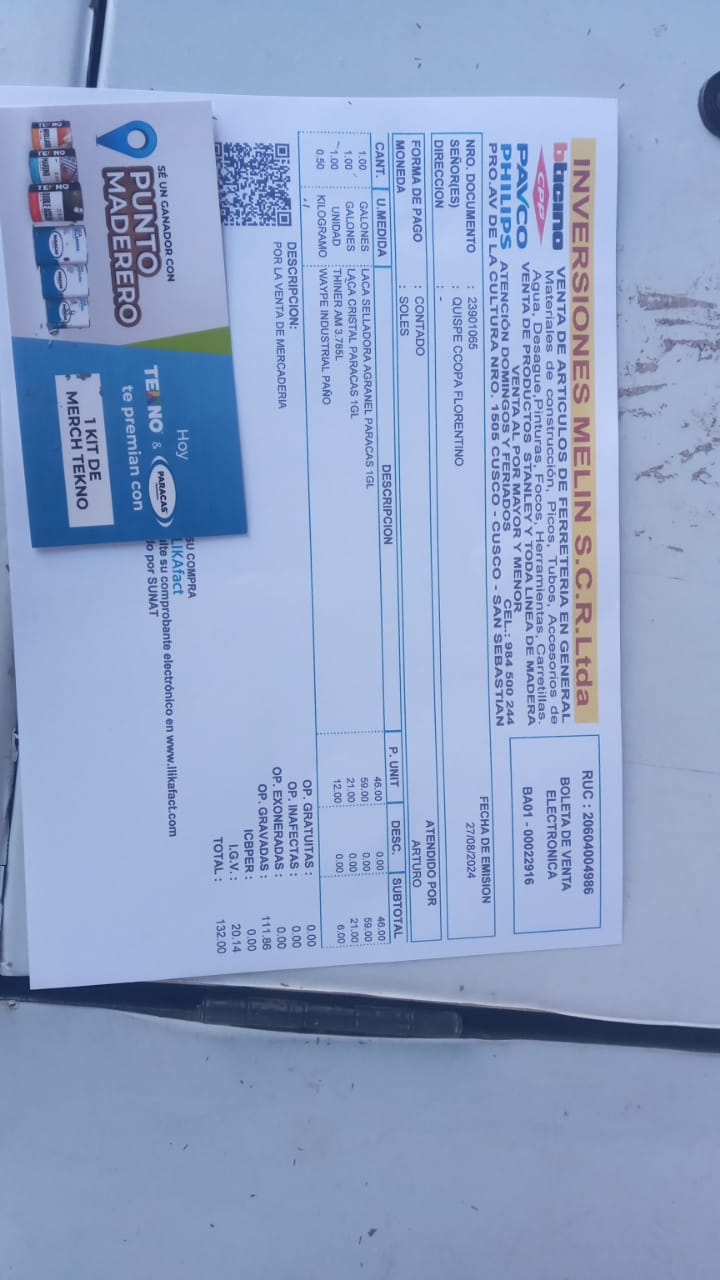 INVERSIONES MELIN S.C.R.Ltda
bticino
GPP
PAVCO
PHILIPS
VENTA DE ARTICULOS DE FERRETERIA EN GENERAL
Materiales de construcción, Picos, Tubos, Accesorios de
Agua, Desague,Pinturas, Focos, Herramientas, Carretillas.
VENTA DE PRODUCTOS STANLEY Y TODA LINEA DE MADERA
VENTA AL POR MAYOR Y MENOR
ATENCIÓN DOMINGOS Y FERIADOS CEL.: 984 500 244
PRO.AV DE LA CULTURA NRO. 1505 CUSCO - CUSCO - SAN SEBASTIAN
RUC : 20604004986
BOLETA DE VENTA
ELECTRONICA
BA01 - 00022916
NRO. DOCUMENTO : 23901065
SEÑOR(ES) : QUISPE CCOPA FLORENTINO
DIRECCION : -
FECHA DE EMISION
27/08/2024
FORMA DE PAGO : CONTADO
MONEDA : SOLES
ATENDIDO POR
ARTURO
CANT. U.MEDIDA DESCRIPCION P. UNIT DESC. SUBTOTAL
1.00 GALONES LACA SELLADORA AGRANEL PARACAS 1GL 46.00 0.00 46.00
1.00 GALONES LACA CRISTAL PARACAS 1GL 59.00 0.00 59.00
1.00 UNIDAD THINER AM 3.785L 21.00 0.00 21.00
0.50 KILOGRAMO WAYPE INDUSTRIAL PAÑO 12.00 0.00 6.00
DESCRIPCION:
POR LA VENTA DE MERCADERIA
OP. GRATUITAS : 0.00
OP. INAFECTAS : 0.00
OP. EXONERADAS : 0.00
OP. GRAVADAS : 111.86
ICBPER : 0.00
I.G.V. : 20.14
TOTAL : 132.00
SU COMPRA
LIKAfact
lte su comprobante electrónico en www.llikafact.com
lo por SUNAT
SÉ UN GANADOR CON
PUNTO
MADERERO
Hoy
TEKNO & PARACAS
te premian con
1 KIT DE
MERCH TEKNO